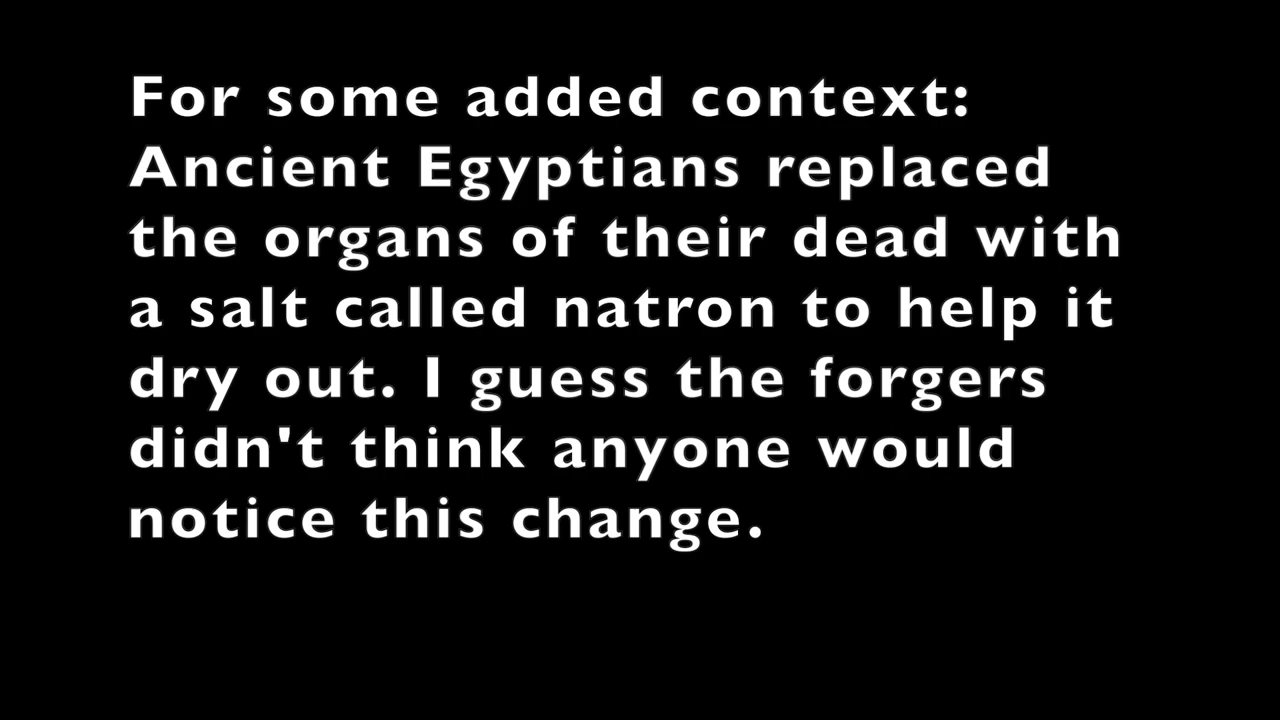 For some added context:
Ancient Egyptians replaced
the organs of their dead with
a salt called natron to help it
dry out. I guess the forgers
didn't think anyone would
notice this change.